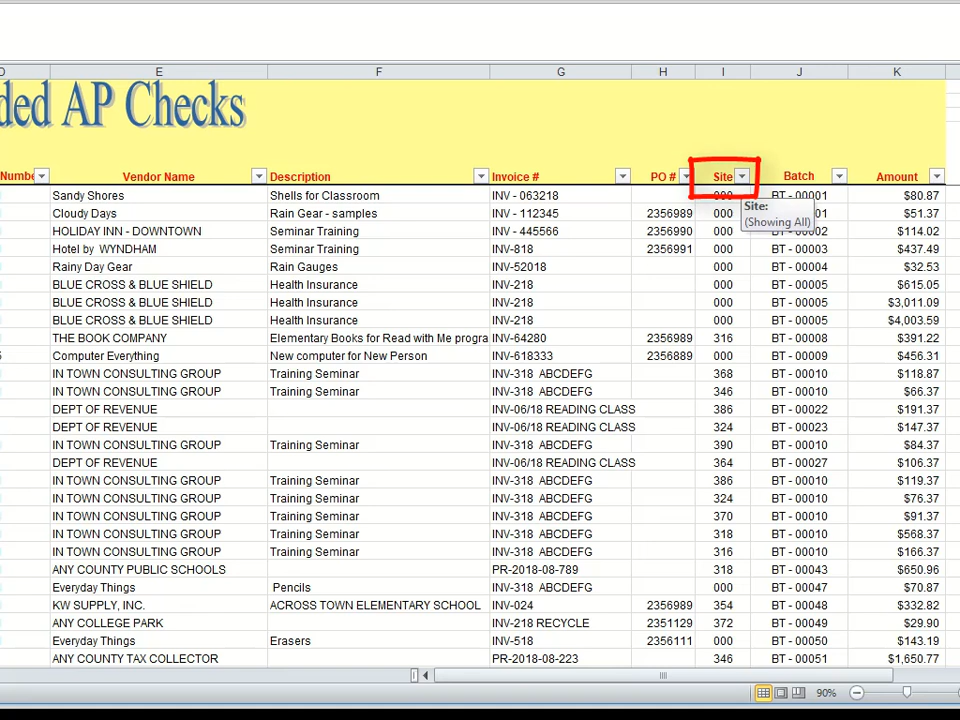 D E F G H I J K
ded AP Checks
Numbe Vendor Name Description Invoice # PO # Site Batch Amount
Sandy Shores Shells for Classroom INV - 063218 000 BT - 00001 $80.87
Cloudy Days Rain Gear - samples INV - 112345 2356989 000 01 $51.37
HOLIDAY INN - DOWNTOWN Seminar Training INV - 445566 2356990 000 BT - 00002 $114.02
Hotel by WYNDHAM Seminar Training INV-818 2356991 000 BT - 00003 $437.49
Rainy Day Gear Rain Gauges INV-52018 000 BT - 00004 $32.53
BLUE CROSS & BLUE SHIELD Health Insurance INV-218 000 BT - 00005 $615.05
BLUE CROSS & BLUE SHIELD Health Insurance INV-218 000 BT - 00005 $3,011.09
BLUE CROSS & BLUE SHIELD Health Insurance INV-218 000 BT - 00005 $4,003.59
THE BOOK COMPANY Elementary Books for Read with Me progra INV-64280 2356989 316 BT - 00008 $391.22
Computer Everything New computer for New Person INV-618333 2356889 000 BT - 00009 $456.31
IN TOWN CONSULTING GROUP Training Seminar INV-318 ABCDEFG 368 BT - 00010 $118.87
IN TOWN CONSULTING GROUP Training Seminar INV-318 ABCDEFG 346 BT - 00010 $66.37
DEPT OF REVENUE INV-06/18 READING CLASS 386 BT - 00022 $191.37
DEPT OF REVENUE INV-06/18 READING CLASS 324 BT - 00023 $147.37
IN TOWN CONSULTING GROUP Training Seminar INV-318 ABCDEFG 390 BT - 00010 $84.37
DEPT OF REVENUE INV-06/18 READING CLASS 364 BT - 00027 $106.37
IN TOWN CONSULTING GROUP Training Seminar INV-318 ABCDEFG 386 BT - 00010 $119.37
IN TOWN CONSULTING GROUP Training Seminar INV-318 ABCDEFG 324 BT - 00010 $76.37
IN TOWN CONSULTING GROUP Training Seminar INV-318 ABCDEFG 370 BT - 00010 $91.37
IN TOWN CONSULTING GROUP Training Seminar INV-318 ABCDEFG 318 BT - 00010 $568.37
IN TOWN CONSULTING GROUP Training Seminar INV-318 ABCDEFG 316 BT - 00010 $166.37
ANY COUNTY PUBLIC SCHOOLS PR-2018-08-789 318 BT - 00043 $650.96
Everyday Things Pencils INV-318 ABCDEFG 000 BT - 00047 $70.87
KW SUPPLY, INC. ACROSS TOWN ELEMENTARY SCHOOL INV-024 2356989 354 BT - 00048 $332.82
ANY COLLEGE PARK INV-218 RECYCLE 2351129 372 BT - 00049 $29.90
Everyday Things Erasers INV-518 2356111 000 BT - 00050 $143.19
ANY COUNTY TAX COLLECTOR PR-2018-08-223 346 BT - 00051 $1,650.77
Site:
(Showing All)
90%